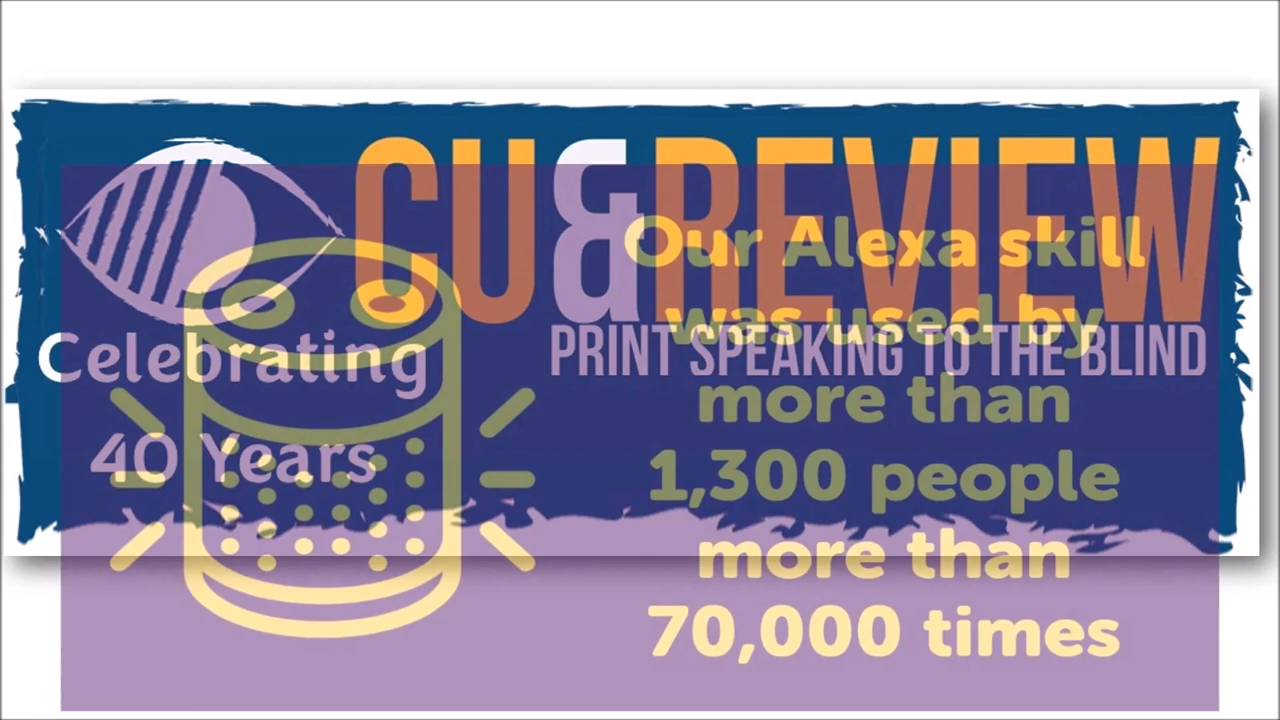 CU&REVIEW
PRINT SPEAKING TO THE BLIND
Celebrating
40 Years
Our Alexa skill
was used by
more than
1,300 people
more than
70,000 times